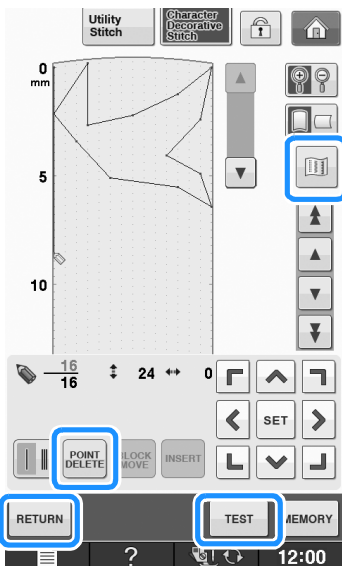 Utility
Stitch
Character
Decorative
Stitch
0
mm
5
10
16
16
24
0
SET
POINT
DELETE
BLOCK
MOVE
INSERT
RETURN
TEST
MEMORY
?
12:00